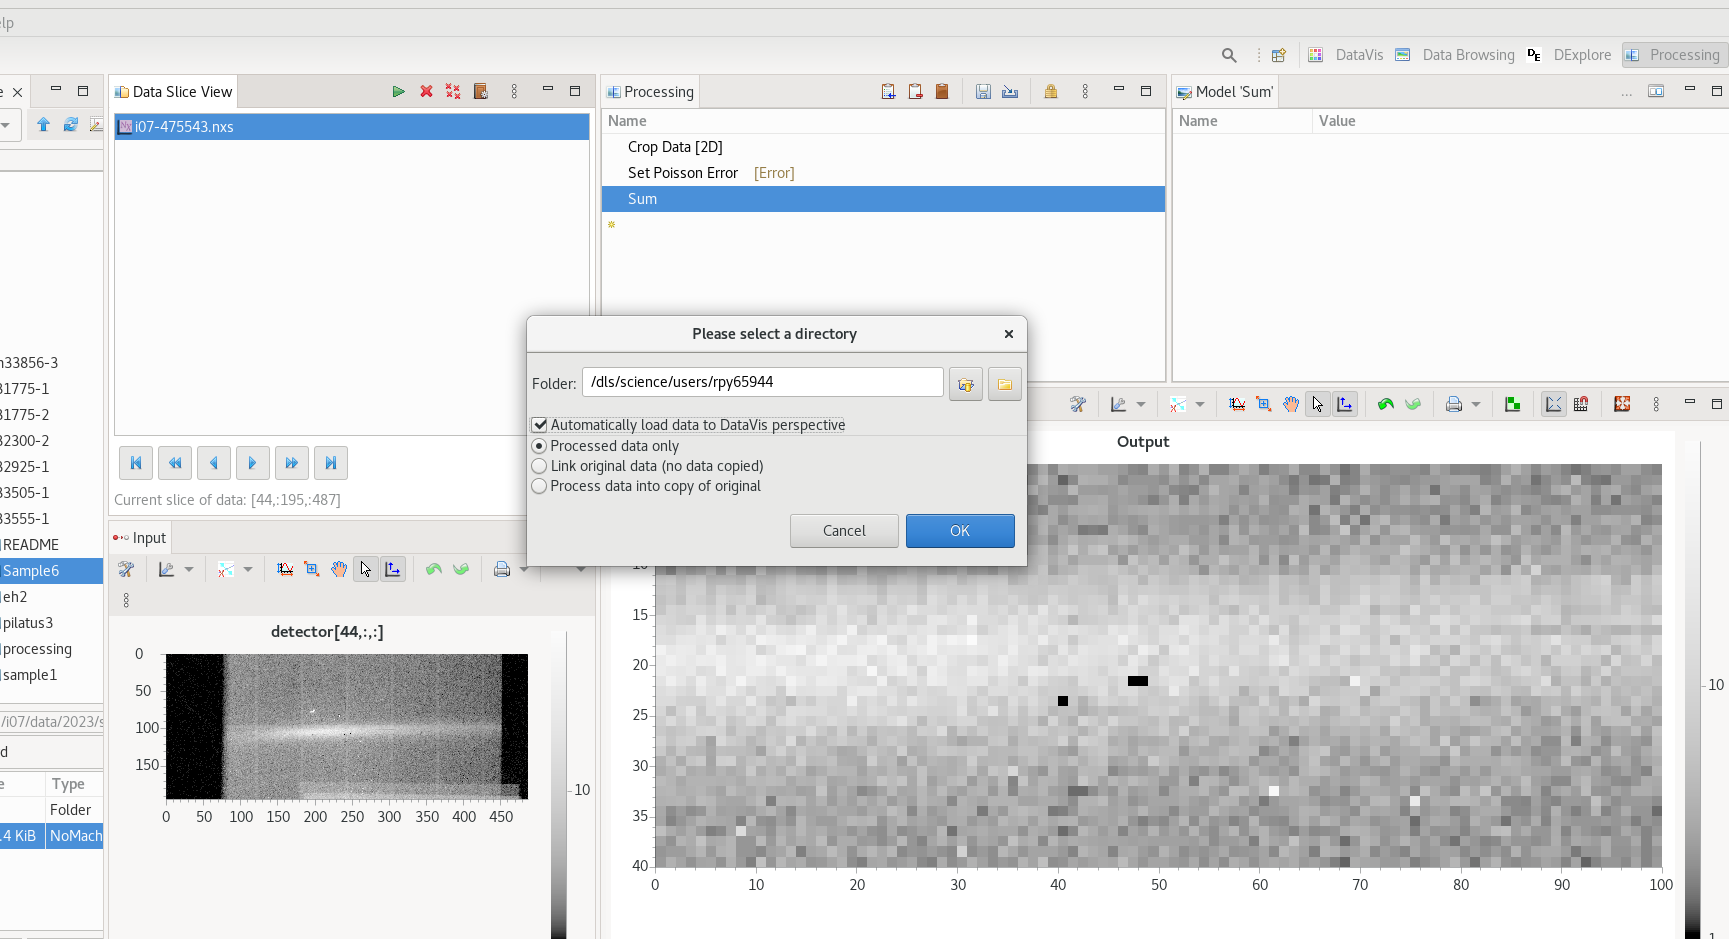 elp
DataVis
Data Browsing
DE
DExplore
Processing
e
Data Slice View
Processing
Model 'Sum'
i07-475543.nxs
Name
Name
Value
Crop Data [2D]
Set Poisson Error [Error]
Sum
Please select a directory
Folder: /dls/science/users/rpy65944
Automatically load data to DataVis perspective
Processed data only
Link original data (no data copied)
Process data into copy of original
Cancel
OK
33856-3
31775-1
31775-2
32300-2
32925-1
33505-1
33555-1
README
Sample6
eh2
pilatus3
processing
sample1
/i07/data/2023/s
d
e
Type
Folder
.4 KiB
NoMach
Current slice of data: [44,:195,:487]
Input
detector[44,:,:]
0
50
100
150
0 50 100 150 200 250 300 350 400 450
10
Output
10
15
20
25
30
35
40
0 10 20 30 40 50 60 70 80 90 100
10
1